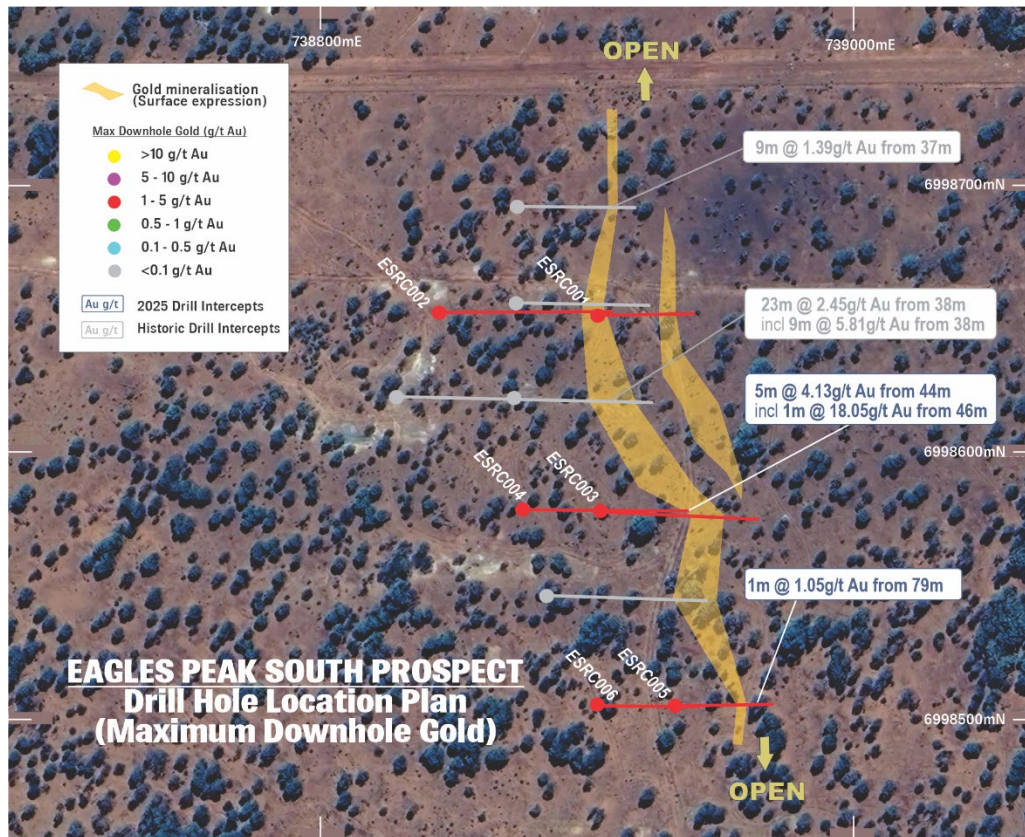 738800mE
739000mE
OPEN
Gold mineralisation
(Surface expression)
Max Downhole Gold (g/t Au)
>10 g/t Au
5 - 10 g/t Au
1 - 5 g/t Au
0.5 - 1 g/t Au
0.1 - 0.5 g/t Au
<0.1 g/t Au
Au g/t 2025 Drill Intercepts
Au g/t Historic Drill Intercepts
9m @ 1.39g/t Au from 37m
6998700mN
ESRC002
ESRC001
23m @ 2.45g/t Au from 38m
incl 9m @ 5.81g/t Au from 38m
5m @ 4.13g/t Au from 44m
incl 1m @ 18.05g/t Au from 46m
6998600mN
ESRC004
ESRC003
1m @ 1.05g/t Au from 79m
EAGLES PEAK SOUTH PROSPECT
Drill Hole Location Plan
(Maximum Downhole Gold)
ESRC006
ESRC005
6998500mN
OPEN